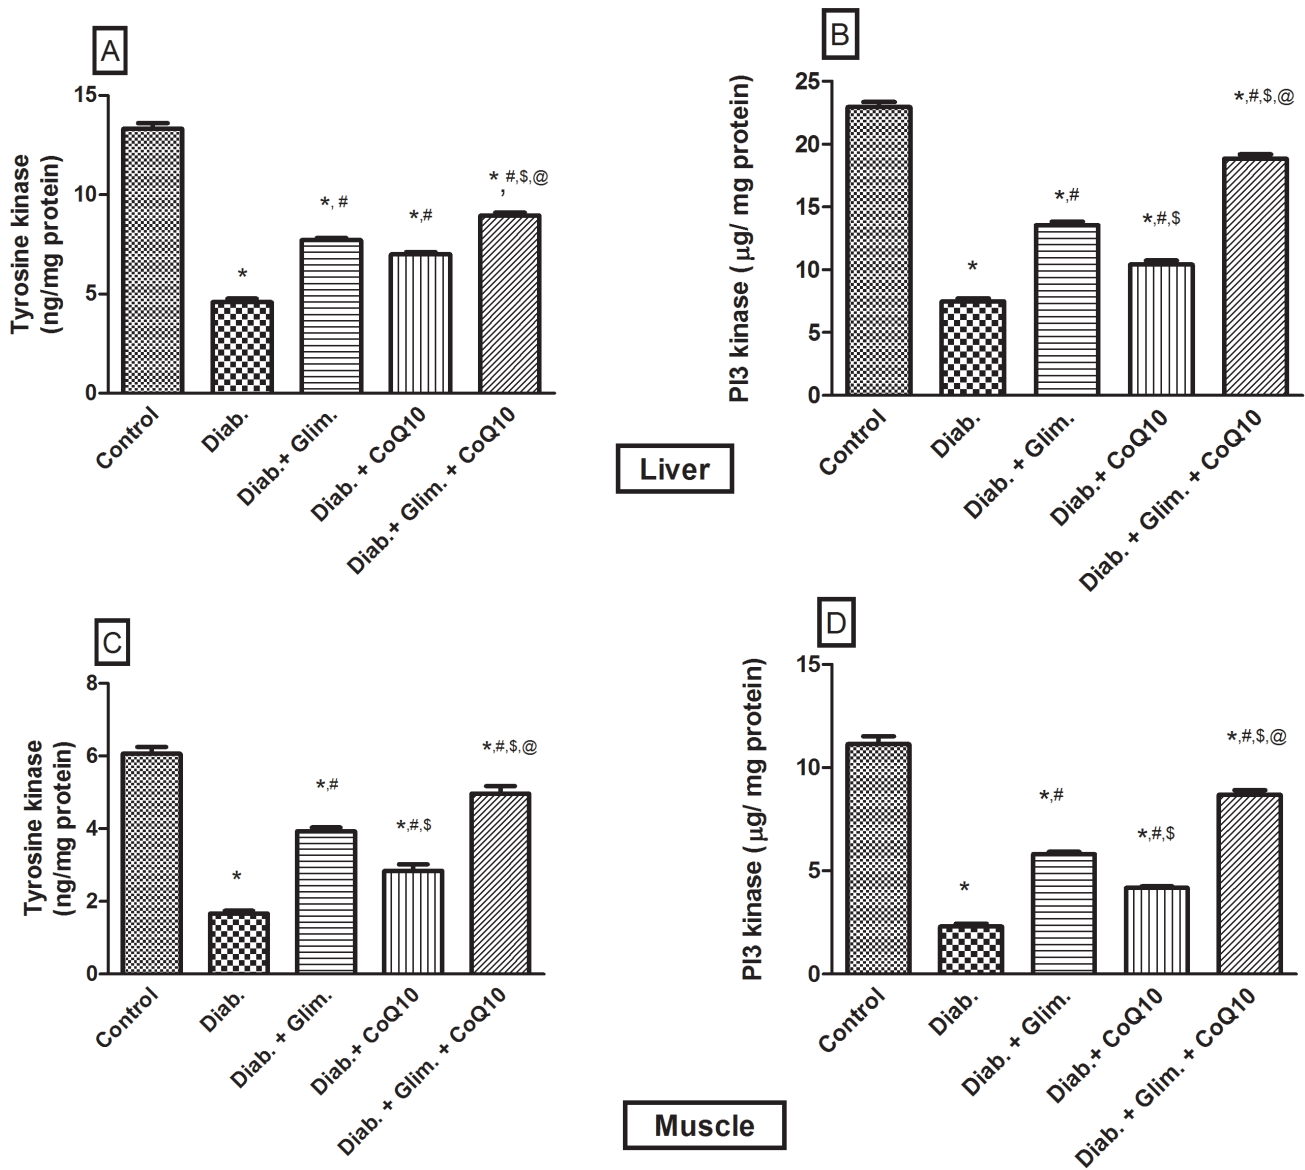 A
Tyrosine kinase
(ng/mg protein)
15
10
5
0
*
*, #
*,#
*,#,$,@
Control
Diab.
Diab.+ Glim.
Diab. + CoQ10
Diab.+ Glim. + CoQ10
B
PI3 kinase ( µg/ mg protein)
25
20
15
10
5
0
*
*,#
*,#,$
*,#,$,@
Control
Diab.
Diab. + Glim.
Diab.+ CoQ10
Diab. + Glim. + CoQ10
Liver
C
Tyrosine kinase
(ng/mg protein)
8
6
4
2
0
*
*,#
*,#,$
*,#,$,@
Control
Diab.
Diab. + Glim.
Diab.+ CoQ10
Diab. + Glim. + CoQ10
D
PI3 kinase ( µg/ mg protein)
15
10
5
0
*
*,#
*,#,$
*,#,$,@
Control
Diab.
Diab. + Glim.
Diab.+ CoQ10
Diab. + Glim. + CoQ10
Muscle